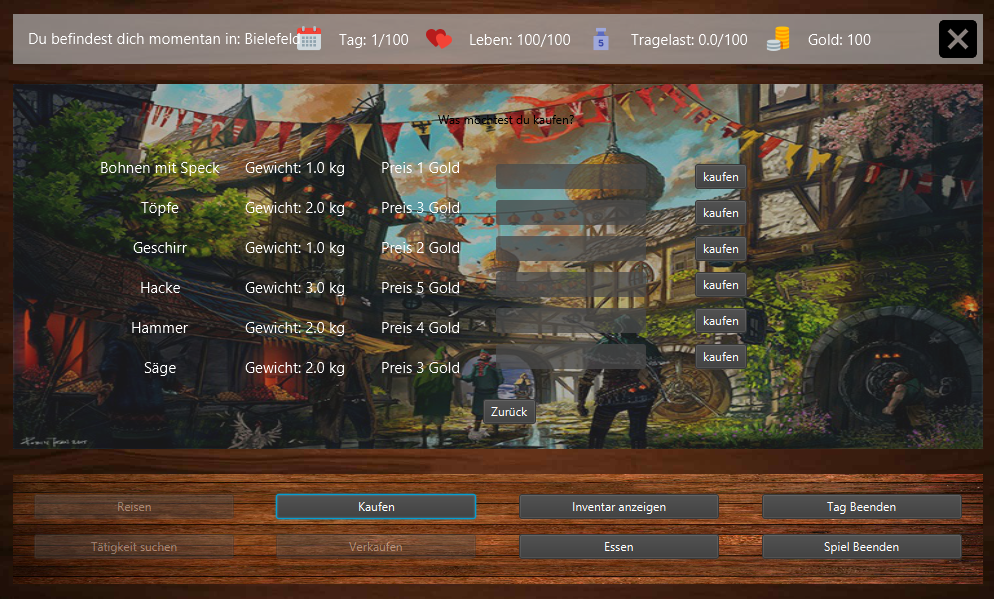 Du befindest dich momentan in: Bielefeld Tag: 1/100 Leben: 100/100 5 Tragelast: 0.0/100 Gold: 100
Was möchtest du kaufen?
Bohnen mit Speck Gewicht: 1.0 kg Preis 1 Gold kaufen
Töpfe Gewicht: 2.0 kg Preis 3 Gold kaufen
Geschirr Gewicht: 1.0 kg Preis 2 Gold kaufen
Hacke Gewicht: 3.0 kg Preis 5 Gold kaufen
Hammer Gewicht: 2.0 kg Preis 4 Gold kaufen
Säge Gewicht: 2.0 kg Preis 3 Gold kaufen
Zurück
Reisen Kaufen Inventar anzeigen Tag Beenden
Tätigkeit suchen Verkaufen Essen Spiel Beenden